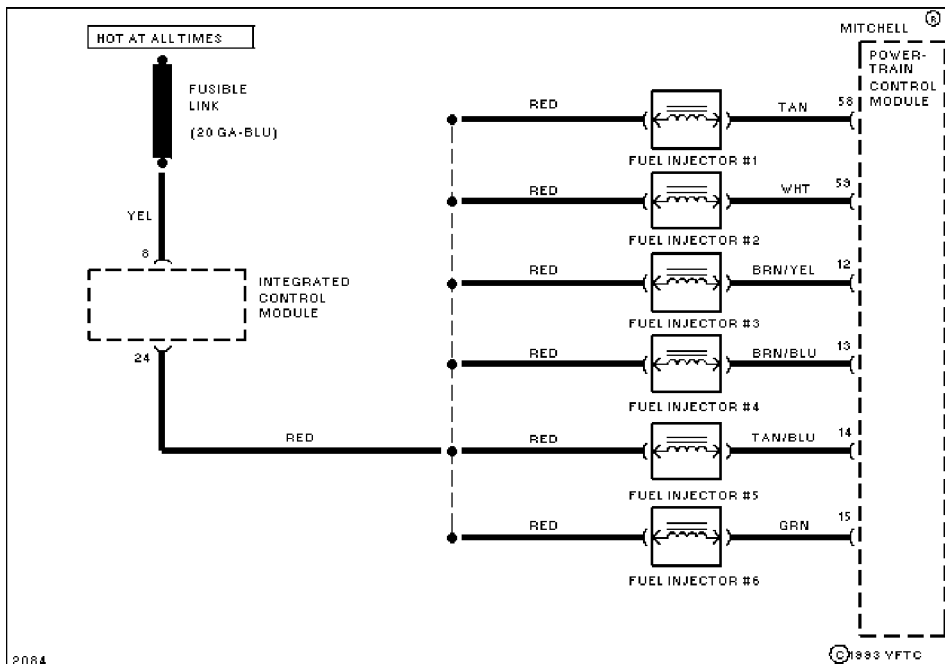 HOT AT ALL TIMES
FUSIBLE
LINK
(20 GA-BLU)
YEL
8
INTEGRATED
CONTROL
MODULE
24
RED
RED
TAN
58
FUEL INJECTOR #1
RED
WHT
59
FUEL INJECTOR #2
RED
BRN/YEL
12
FUEL INJECTOR #3
RED
BRN/BLU
13
FUEL INJECTOR #4
RED
TAN/BLU
14
FUEL INJECTOR #5
RED
GRN
15
FUEL INJECTOR #6
MITCHELL ®
POWER-
TRAIN
CONTROL
MODULE
2084
©1993 YFTC